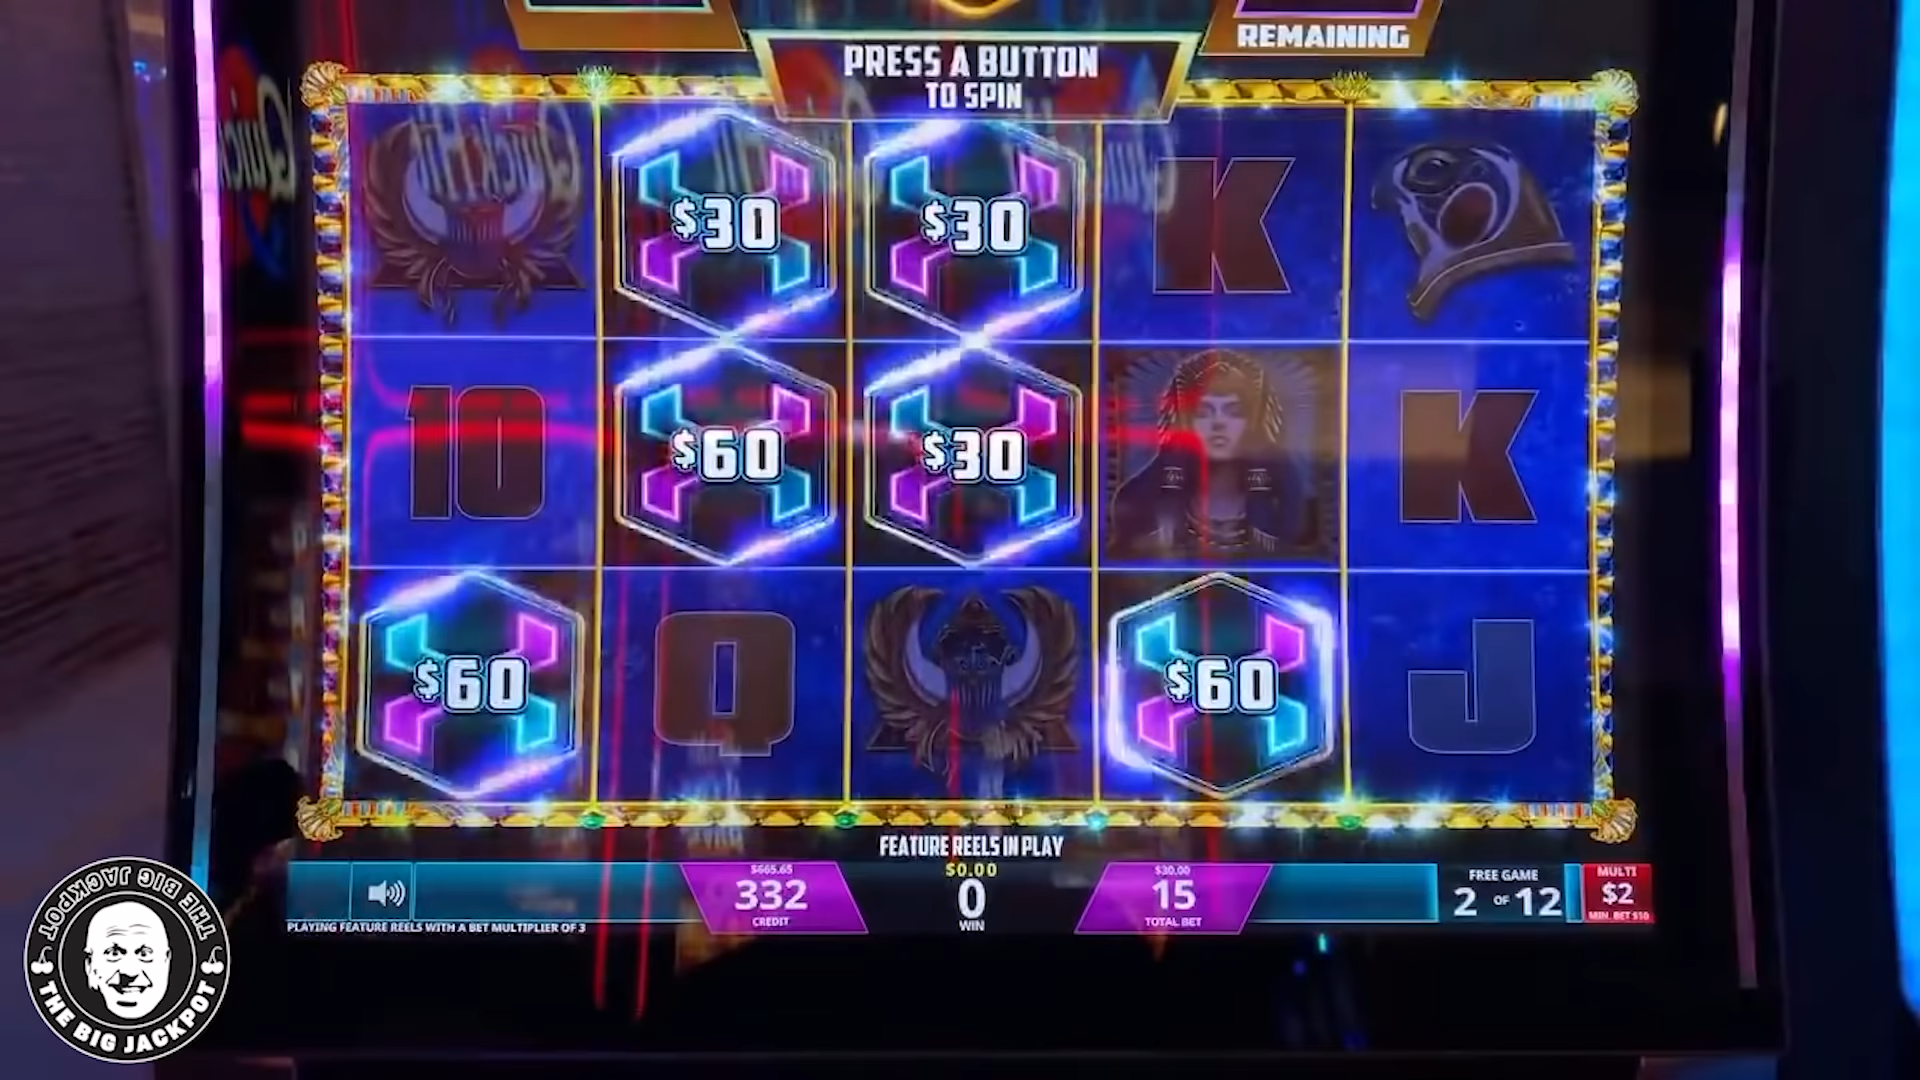 REMAINING
PRESS A BUTTON
TO SPIN
Quick Hit
$30
$30
K
10
$60
$30
K
$60
Q
$60
J
FEATURE REELS IN PLAY
$665.65
332
CREDIT
$0.00
0
WIN
$30.00
15
TOTAL BET
FREE GAME
2 OF 12
MULTI
$2
MIN. BET $10
PLAYING FEATURE REELS WITH A BET MULTIPLIER OF 3
THE BIG JACKPOT
THE BIG JACKPOT